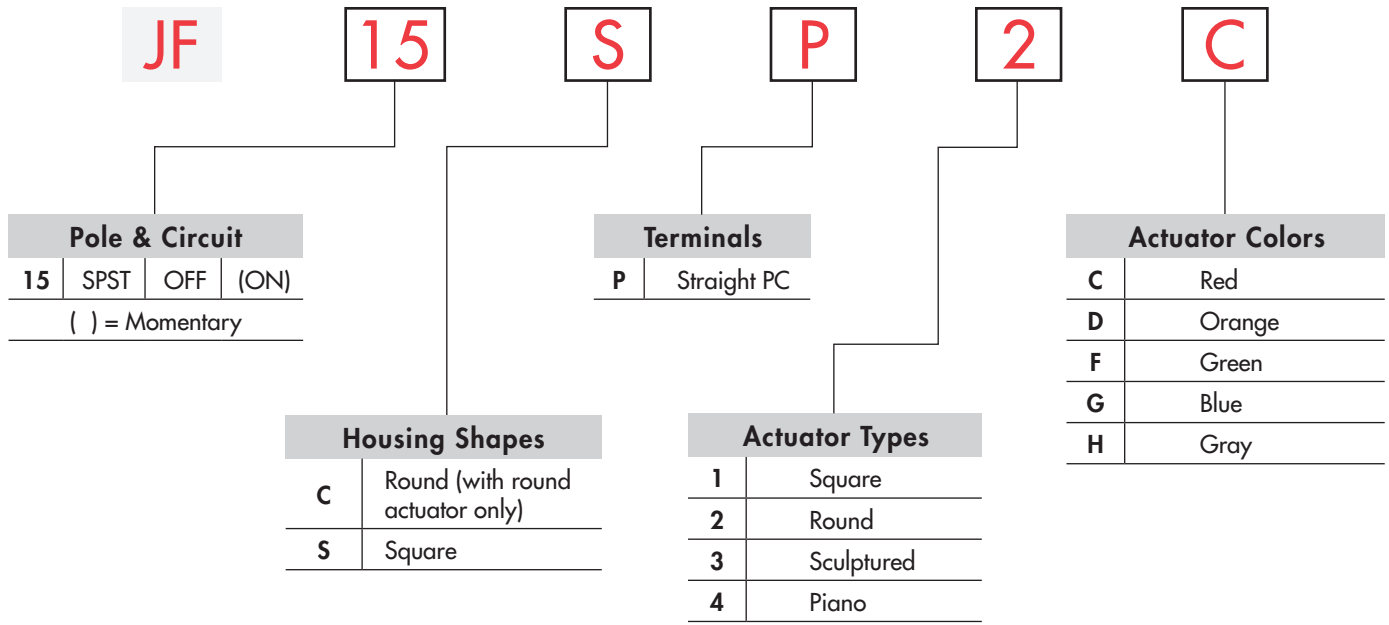 JF 15 S P 2 C
Pole & Circuit
15 SPST OFF (ON)
( ) = Momentary
Housing Shapes
C Round (with round
actuator only)
S Square
Terminals
P Straight PC
Actuator Types
1 Square
2 Round
3 Sculptured
4 Piano
Actuator Colors
C Red
D Orange
F Green
G Blue
H Gray